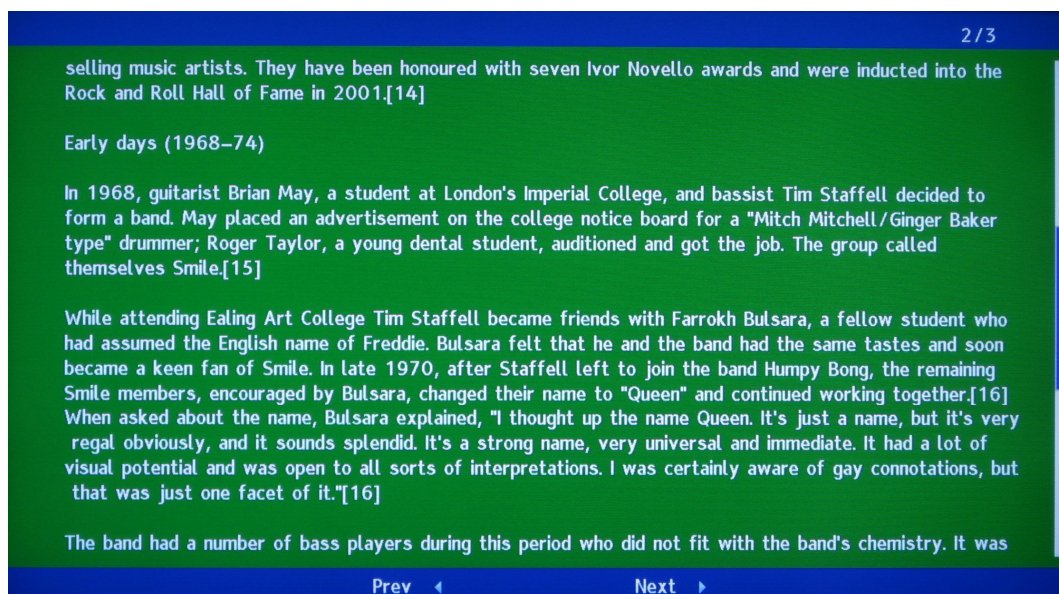 2/3
selling music artists. They have been honoured with seven Ivor Novello awards and were inducted into the
Rock and Roll Hall of Fame in 2001.[14]
Early days (1968–74)
In 1968, guitarist Brian May, a student at London's Imperial College, and bassist Tim Staffell decided to
form a band. May placed an advertisement on the college notice board for a "Mitch Mitchell/Ginger Baker
type" drummer; Roger Taylor, a young dental student, auditioned and got the job. The group called
themselves Smile.[15]
While attending Ealing Art College Tim Staffell became friends with Farrokh Bulsara, a fellow student who
had assumed the English name of Freddie. Bulsara felt that he and the band had the same tastes and soon
became a keen fan of Smile. In late 1970, after Staffell left to join the band Humpy Bong, the remaining
Smile members, encouraged by Bulsara, changed their name to "Queen" and continued working together.[16]
When asked about the name, Bulsara explained, "I thought up the name Queen. It's just a name, but it's very
regal obviously, and it sounds splendid. It's a strong name, very universal and immediate. It had a lot of
visual potential and was open to all sorts of interpretations. I was certainly aware of gay connotations, but
that was just one facet of it."[16]
The band had a number of bass players during this period who did not fit with the band's chemistry. It was
Prev Next